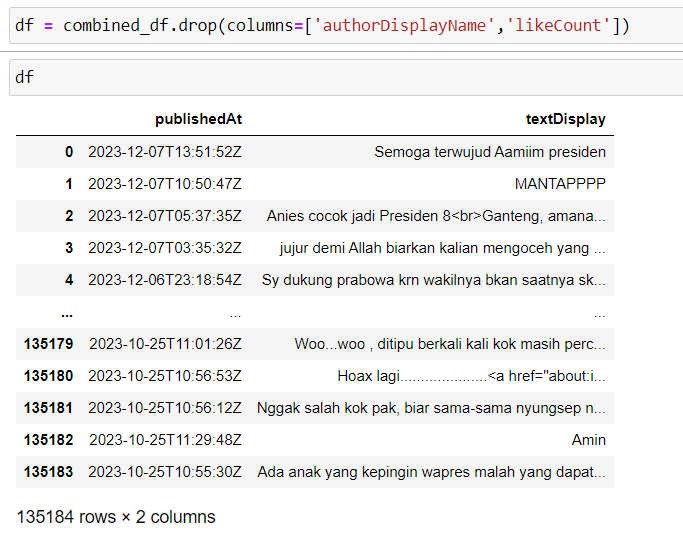 df = combined_df.drop(columns=['authorDisplayName','likeCount'])
df
publishedAt textDisplay
0 2023-12-07T13:51:52Z Semoga terwujud Aamiim presiden
1 2023-12-07T10:50:47Z MANTAPPPP
2 2023-12-07T05:37:35Z Anies cocok jadi Presiden 8<br>Ganteng, amana...
3 2023-12-07T03:35:32Z jujur demi Allah biarkan kalian mengoceh yang ...
4 2023-12-06T23:18:54Z Sy dukung prabowa krn wakilnya bkan saatnya sk...
... ... ...
135179 2023-10-25T11:01:26Z Woo...woo , ditipu berkali kali kok masih perc...
135180 2023-10-25T10:56:53Z Hoax lagi.....................<a href="about:i...
135181 2023-10-25T10:56:12Z Nggak salah kok pak, biar sama-sama nyungsep n...
135182 2023-10-25T11:29:48Z Amin
135183 2023-10-25T10:55:30Z Ada anak yang kepingin wapres malah yang dapat...
135184 rows × 2 columns